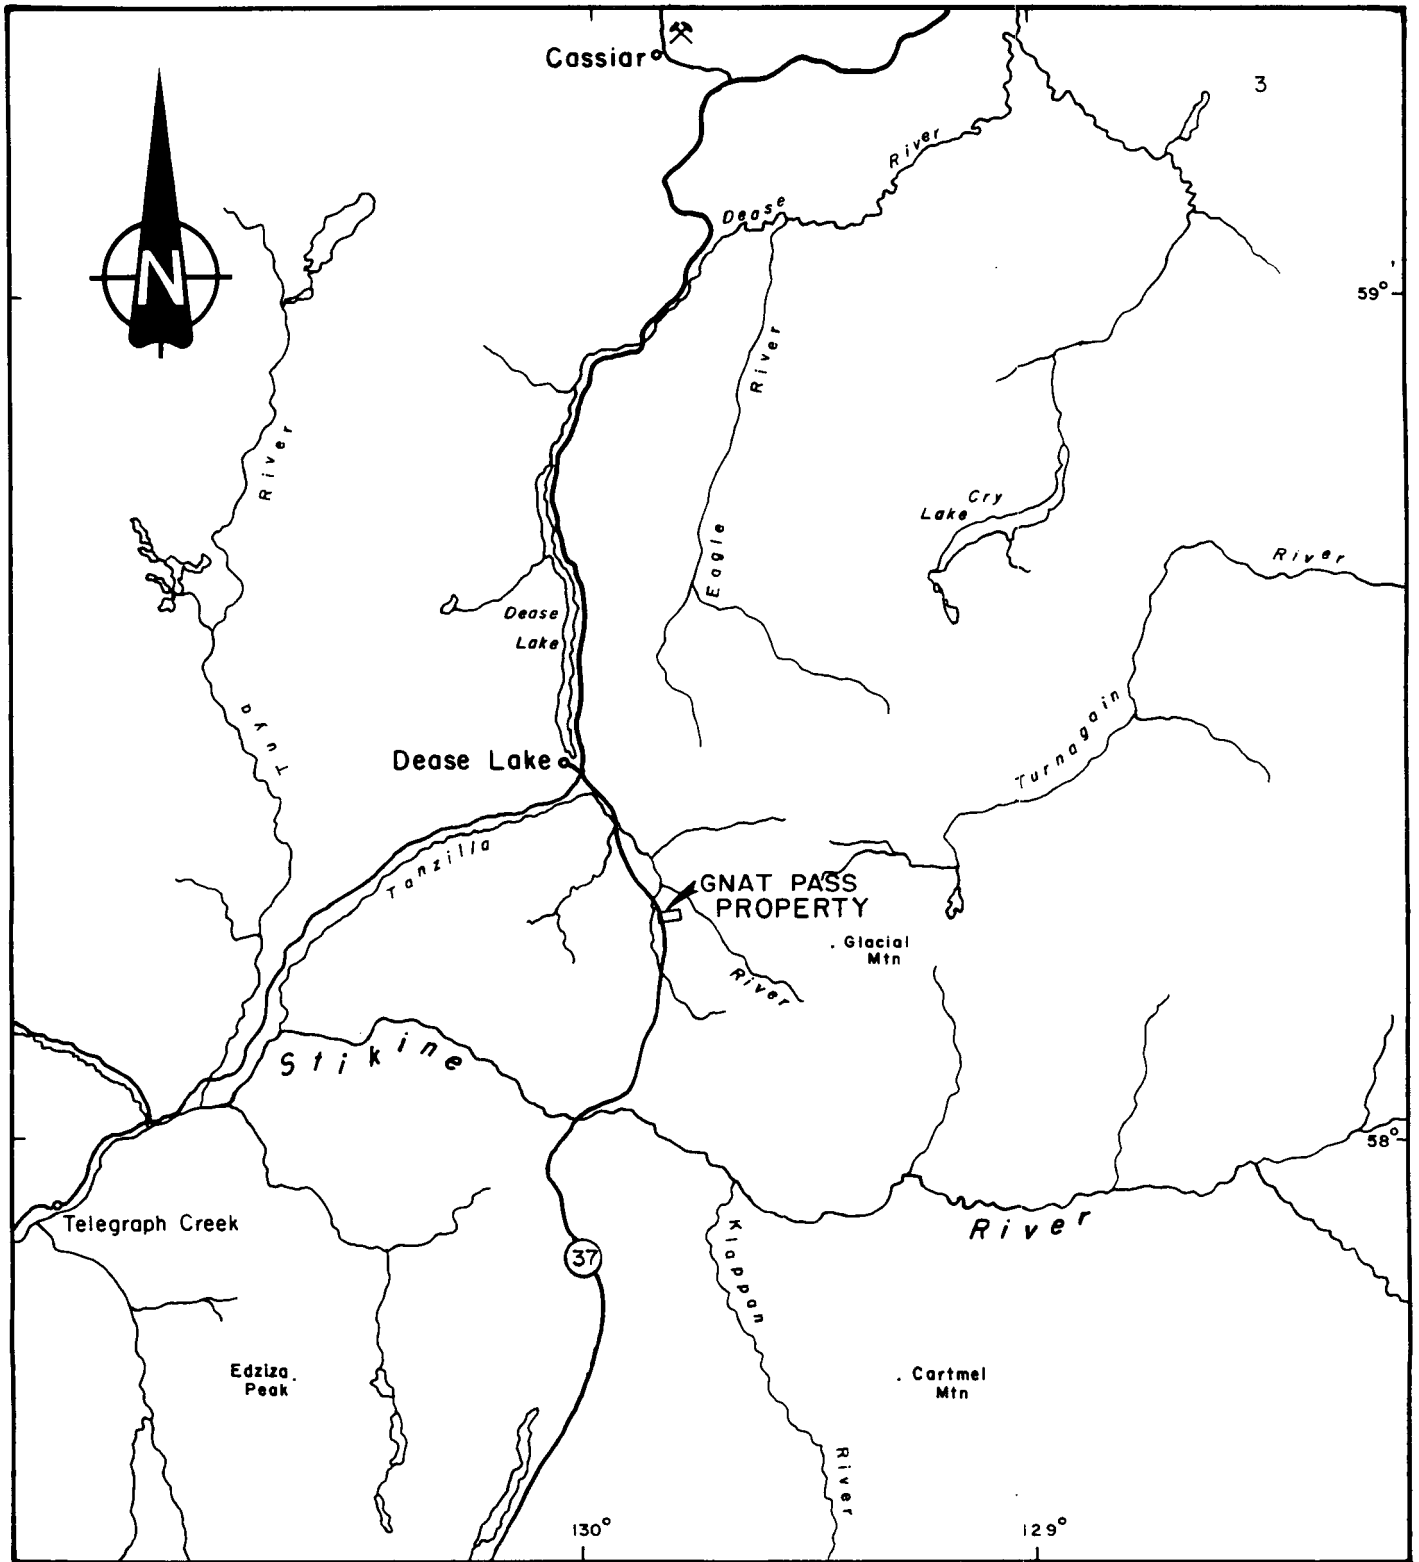 Cassiar
3
River
Dease
N
59°
River
River
Cry
Lake
River
Eagle
Dease
Lake
Tuya
Turnagain
Dease Lake
Tanzilla
GNAT PASS
PROPERTY
Glacial
Mtn
River
Stikine
58°
Telegraph Creek
River
Klappan
37
Edziza
Peak
Cartmel
Mtn
River
130°
129°